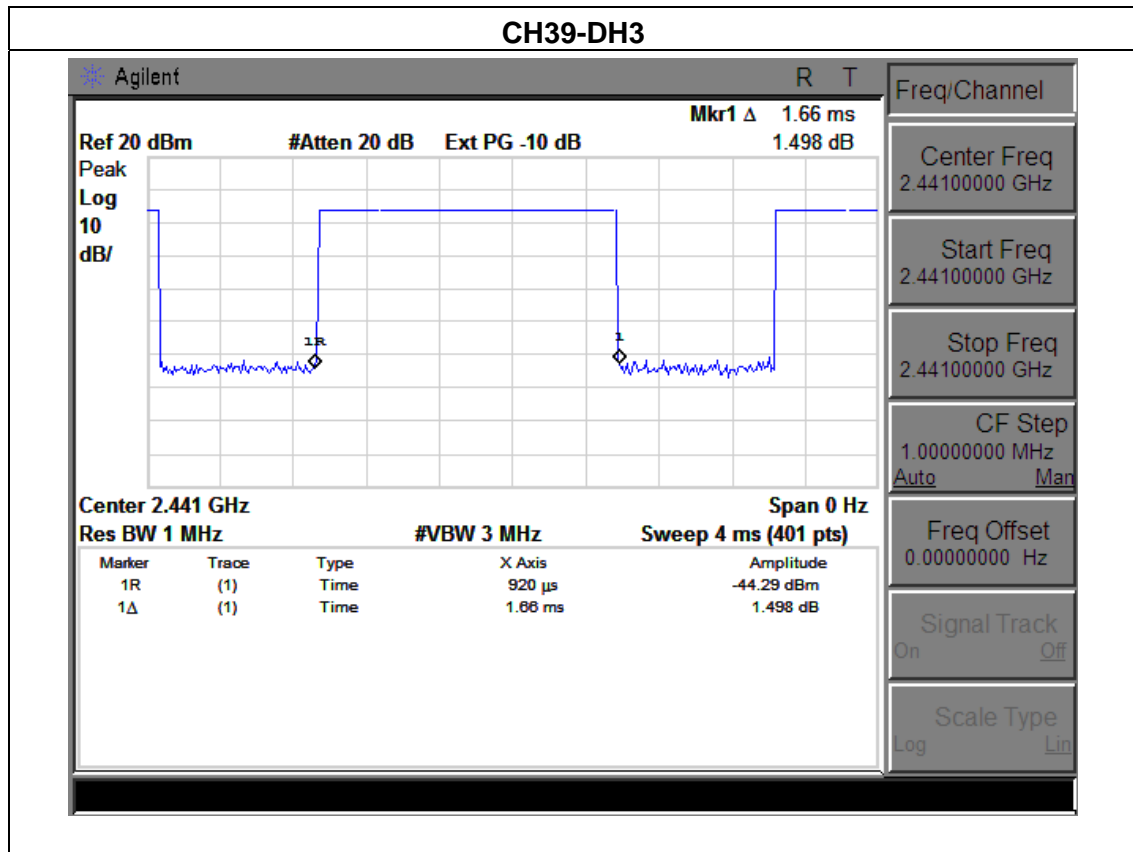 CH39-DH3
Agilent R T
Mkr1 Δ 1.66 ms
Ref 20 dBm #Atten 20 dB Ext PG -10 dB 1.498 dB
Peak
Log
10
dB/
1R
1
Center 2.441 GHz Span 0 Hz
Res BW 1 MHz #VBW 3 MHz Sweep 4 ms (401 pts)
Marker Trace Type X Axis Amplitude
1R (1) Time 920 µs -44.29 dBm
1Δ (1) Time 1.66 ms 1.498 dB
Freq/Channel
Center Freq
2.44100000 GHz
Start Freq
2.44100000 GHz
Stop Freq
2.44100000 GHz
CF Step
1.00000000 MHz
Auto Man
Freq Offset
0.00000000 Hz
Signal Track
On Off
Scale Type
Log Lin